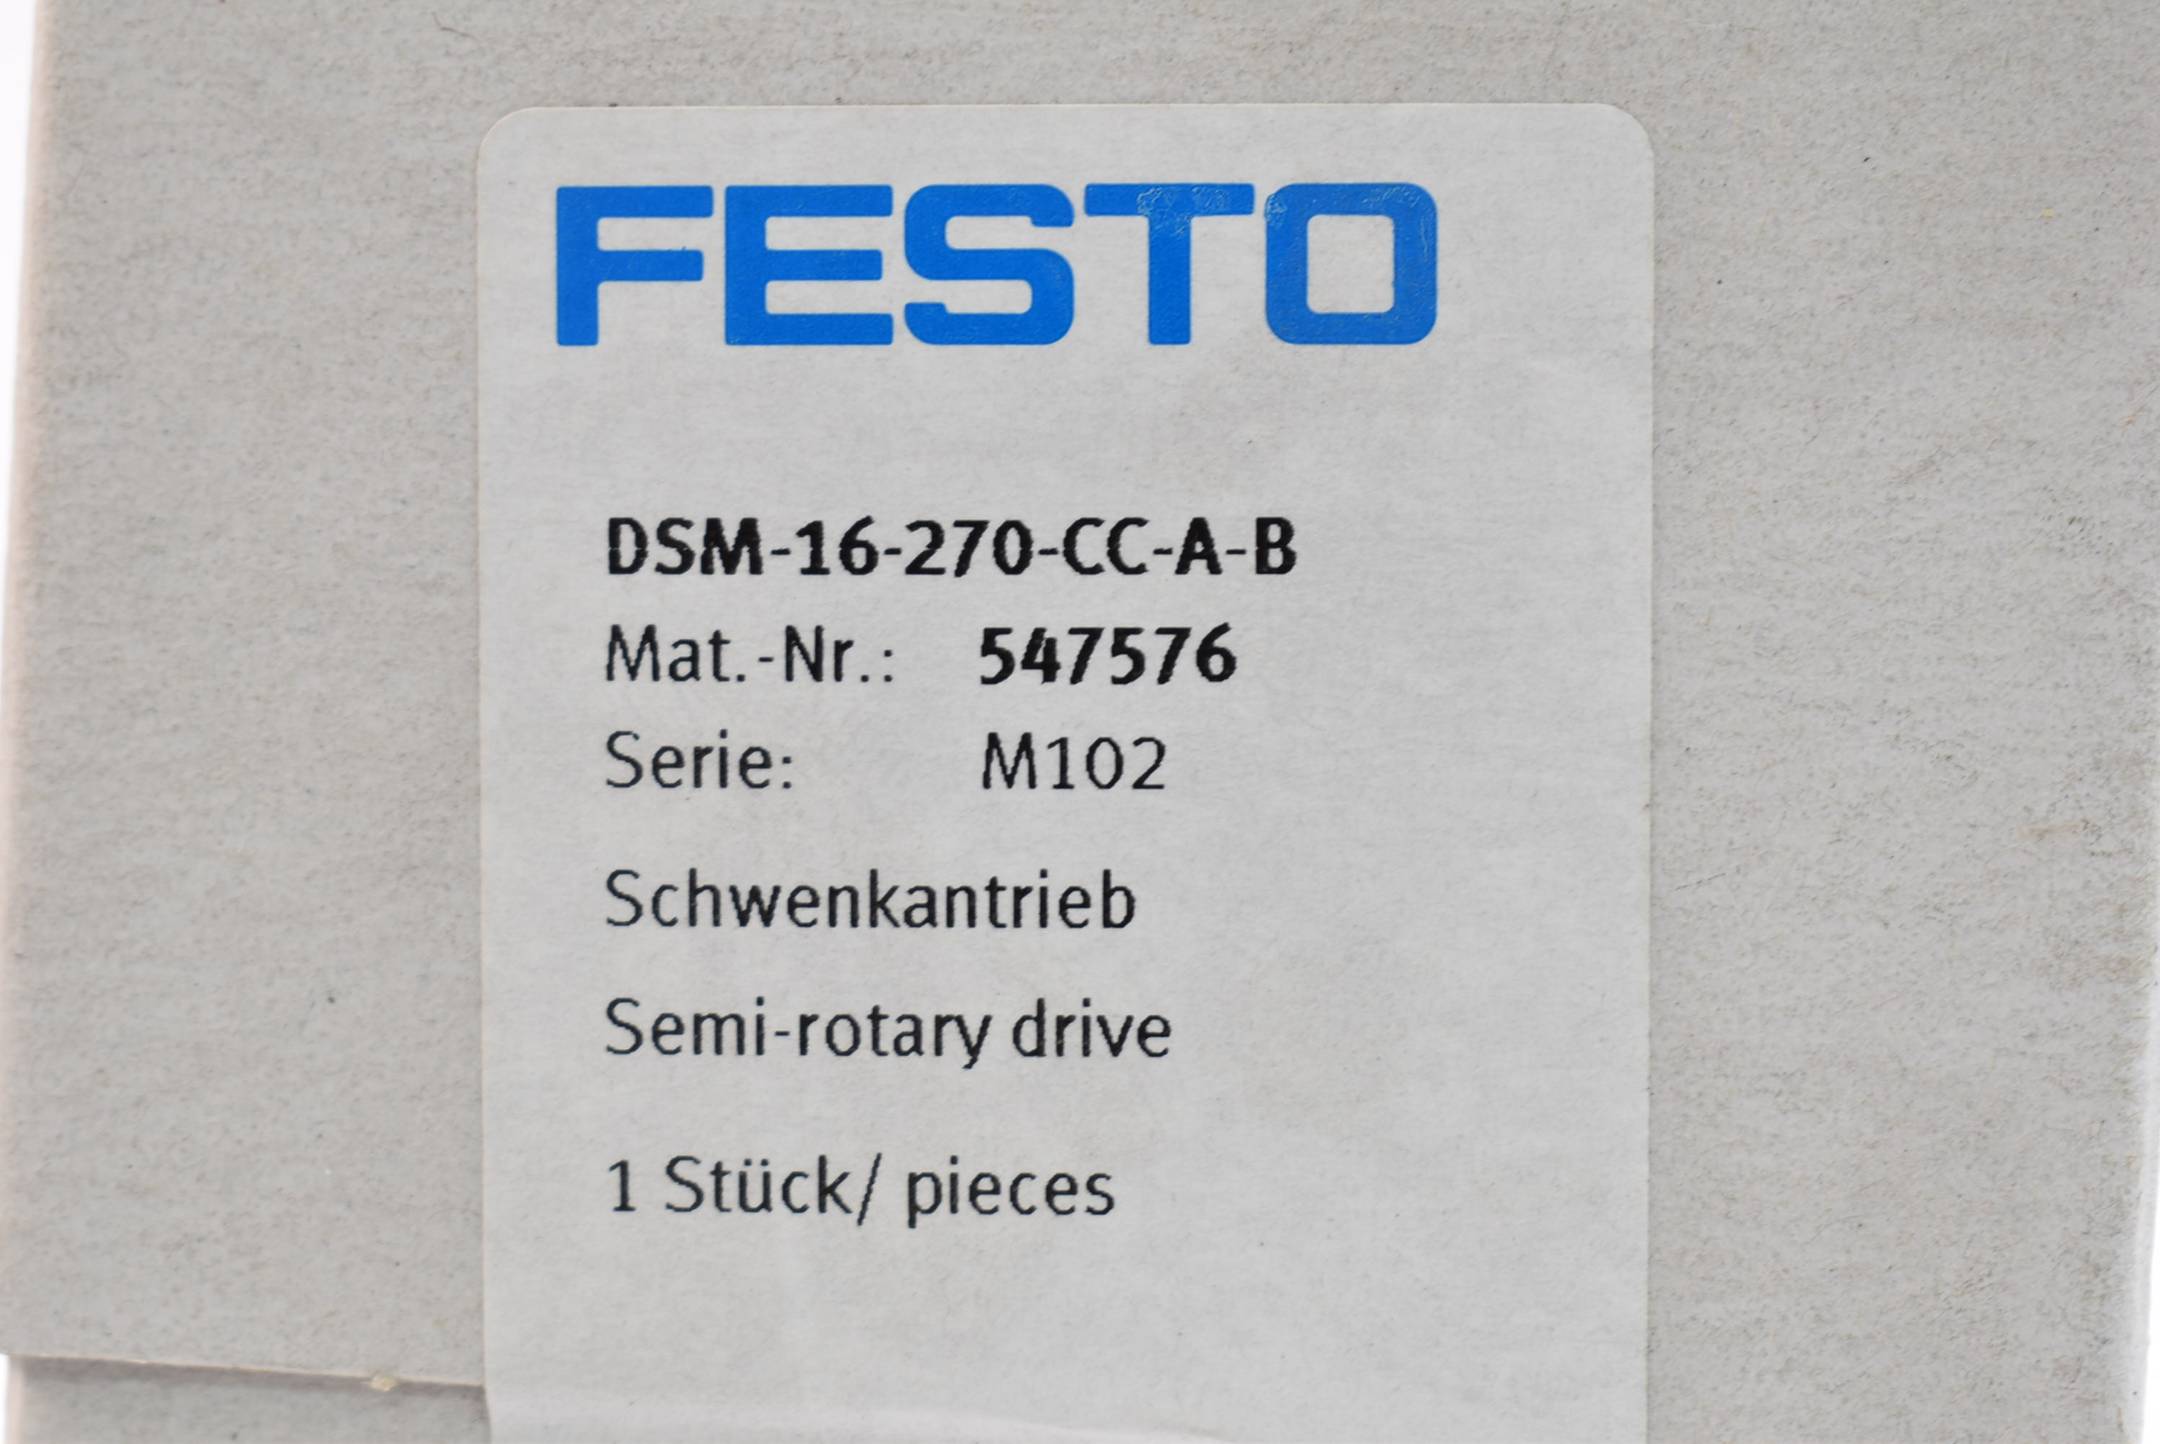 FESTO
DSM-16-270-CC-A-B
Mat.-Nr.: 547576
Serie: M102
Schwenkantrieb
Semi-rotary drive
1 Stück/ pieces